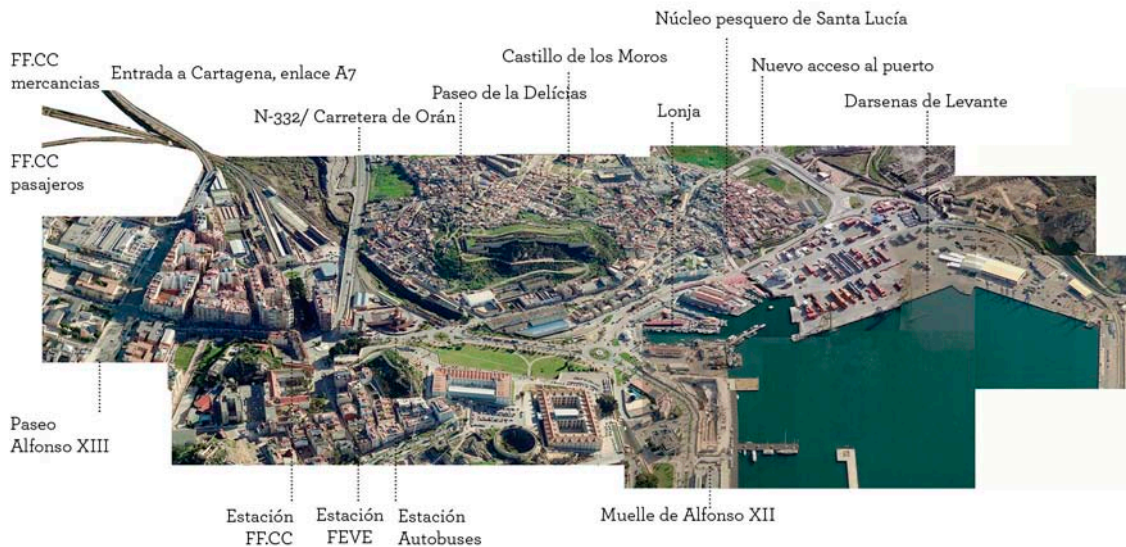 Núcleo pesquero de Santa Lucía
FF.CC
mercancias
Entrada a Cartagena, enlace A7
Castillo de los Moros
Nuevo acceso al puerto
Paseo de la Delícias
Lonja
Darsenas de Levante
N-332/ Carretera de Orán
FF.CC
pasajeros
Paseo
Alfonso XIII
Estación
FF.CC
Estación
FEVE
Estación
Autobuses
Muelle de Alfonso XII